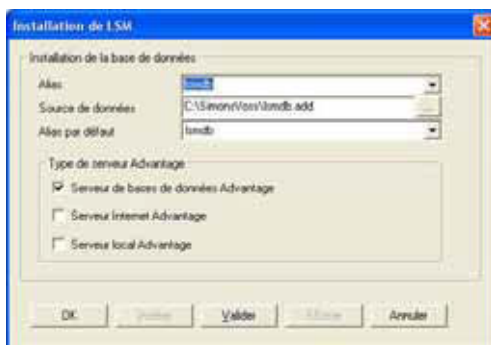 Installation de LSM
Installation de la base de données
Alias
lsmdb
Source de données
C:\SimonsVoss\lsmdb.add
...
Alias par défaut
lsmdb
Type de serveur Advantage
Serveur de bases de données Advantage
Serveur Internet Advantage
Serveur local Advantage
OK
Valider
Annuler